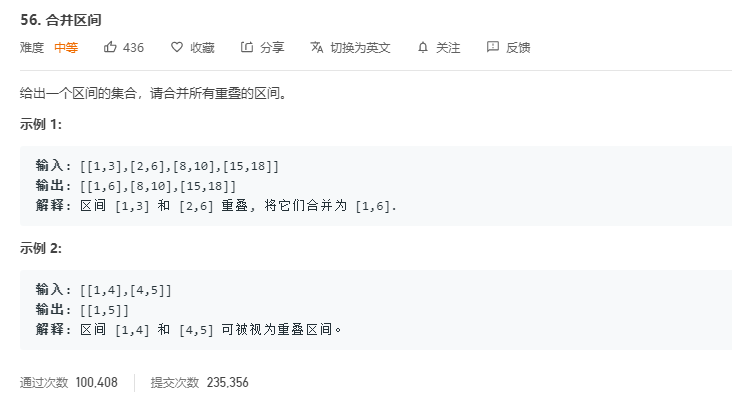 56. 合并区间
难度 中等 436 收藏 分享 切换为英文 关注 反馈
给出一个区间的集合，请合并所有重叠的区间。
示例 1:
输入: [[1,3],[2,6],[8,10],[15,18]]
输出: [[1,6],[8,10],[15,18]]
解释: 区间 [1,3] 和 [2,6] 重叠, 将它们合并为 [1,6].
示例 2:
输入: [[1,4],[4,5]]
输出: [[1,5]]
解释: 区间 [1,4] 和 [4,5] 可被视为重叠区间。
通过次数 100,408 提交次数 235,356